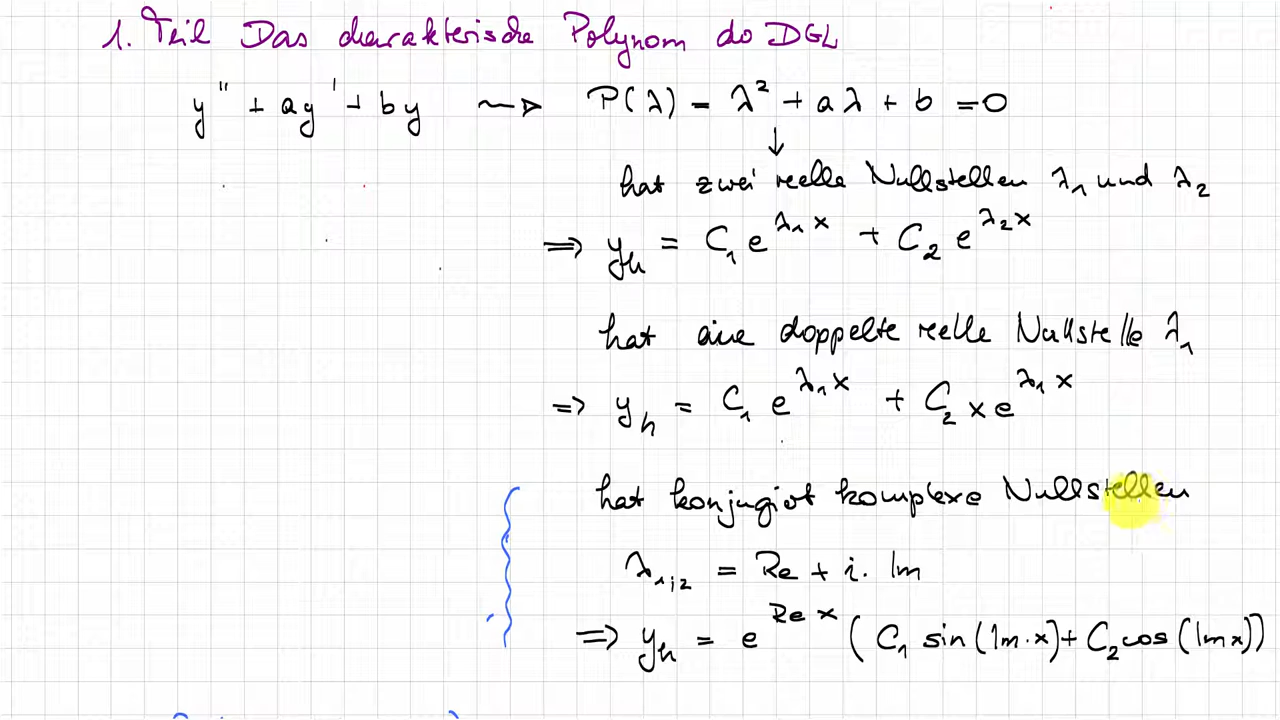 1. Teil Das charakterische Polynom do DGL
y'' + ay' + by ⇝ P(λ) = λ² + aλ + b = 0
↓
hat zwei reelle Nullstellen λ₁ und λ₂
⇒ yₕ = C₁ e^{λ₁x} + C₂ e^{λ₂x}
hat eine doppelte reelle Nullstelle λ₁
⇒ yₕ = C₁ e^{λ₁x} + C₂ x e^{λ₁x}
hat konjugiert komplexe Nullstellen
λ₁;₂ = Re + i · Im
⇒ yₕ = e^{Re x} (C₁ sin(Im·x) + C₂ cos(Im x))